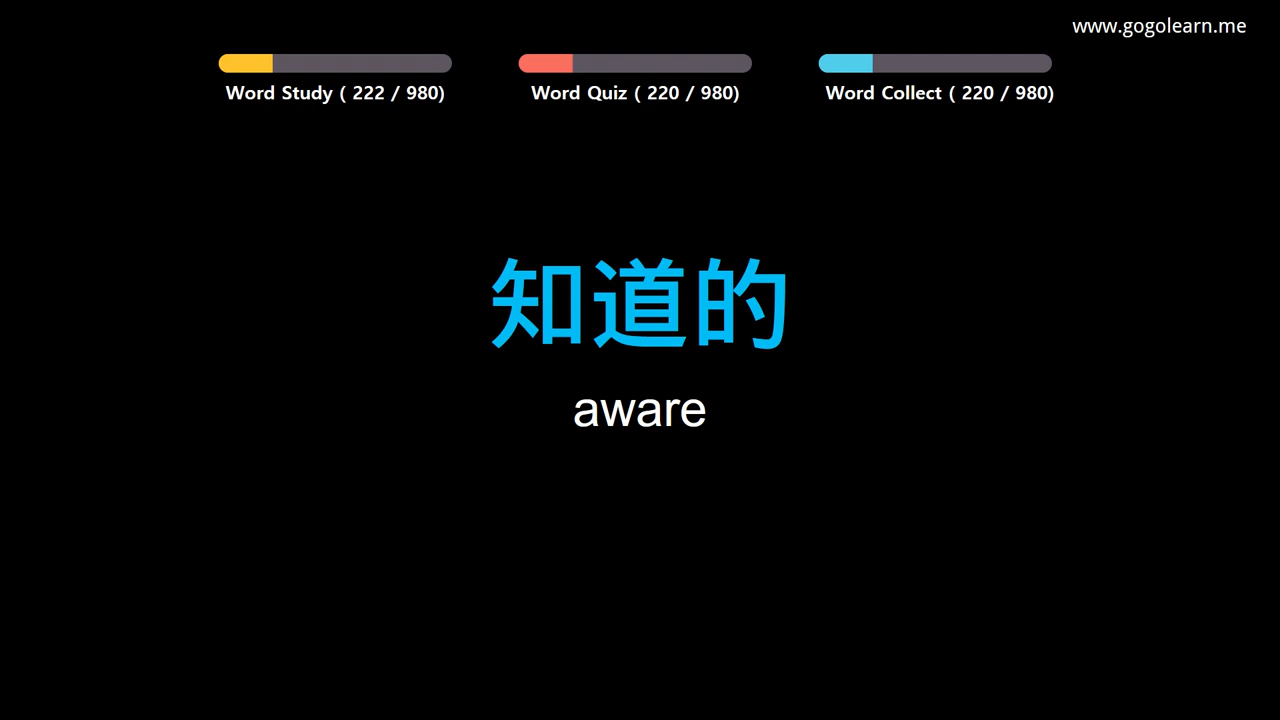 www.gogolearn.me
Word Study ( 222 / 980)
Word Quiz ( 220 / 980)
Word Collect ( 220 / 980)
知道的
aware